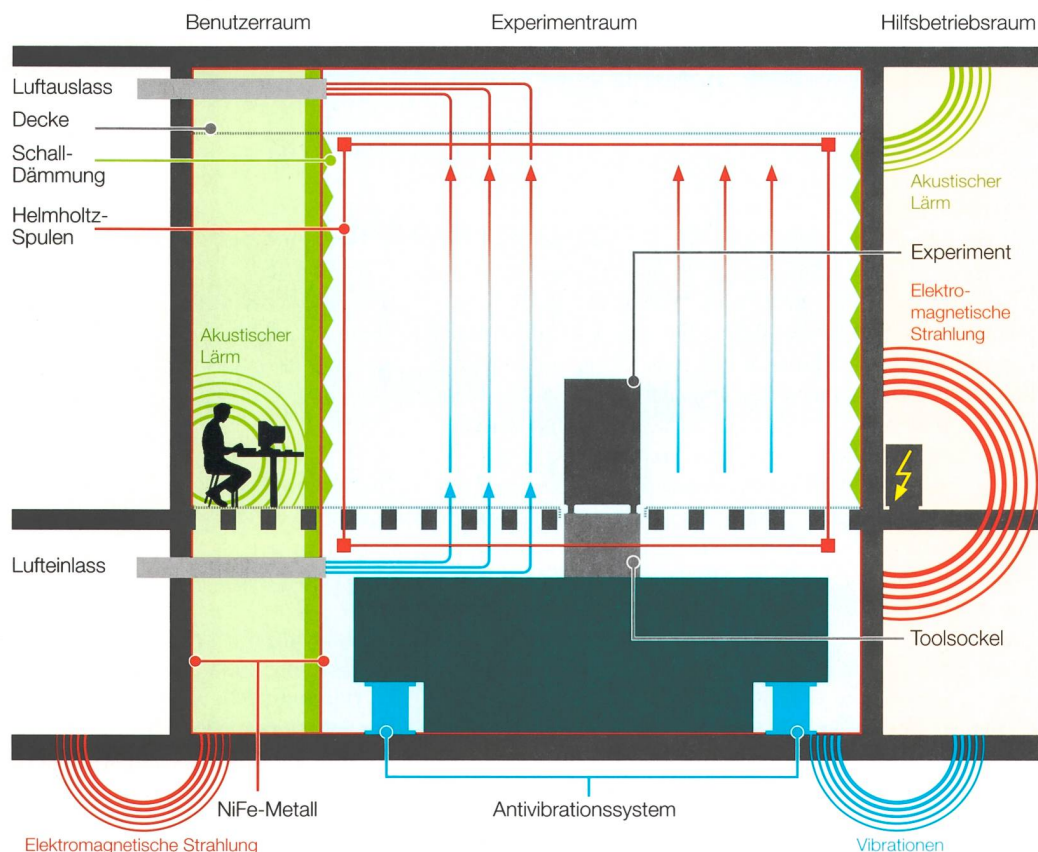 Benutzerraum
Experimentraum
Hilfsbetriebsraum
Luftauslass
Decke
Schall-
Dämmung
Helmholtz-
Spulen
Akustischer
Lärm
Akustischer
Lärm
Experiment
Elektro-
magnetische
Strahlung
Lufteinlass
Toolsockel
NiFe-Metall
Antivibrationssystem
Elektromagnetische Strahlung
Vibrationen